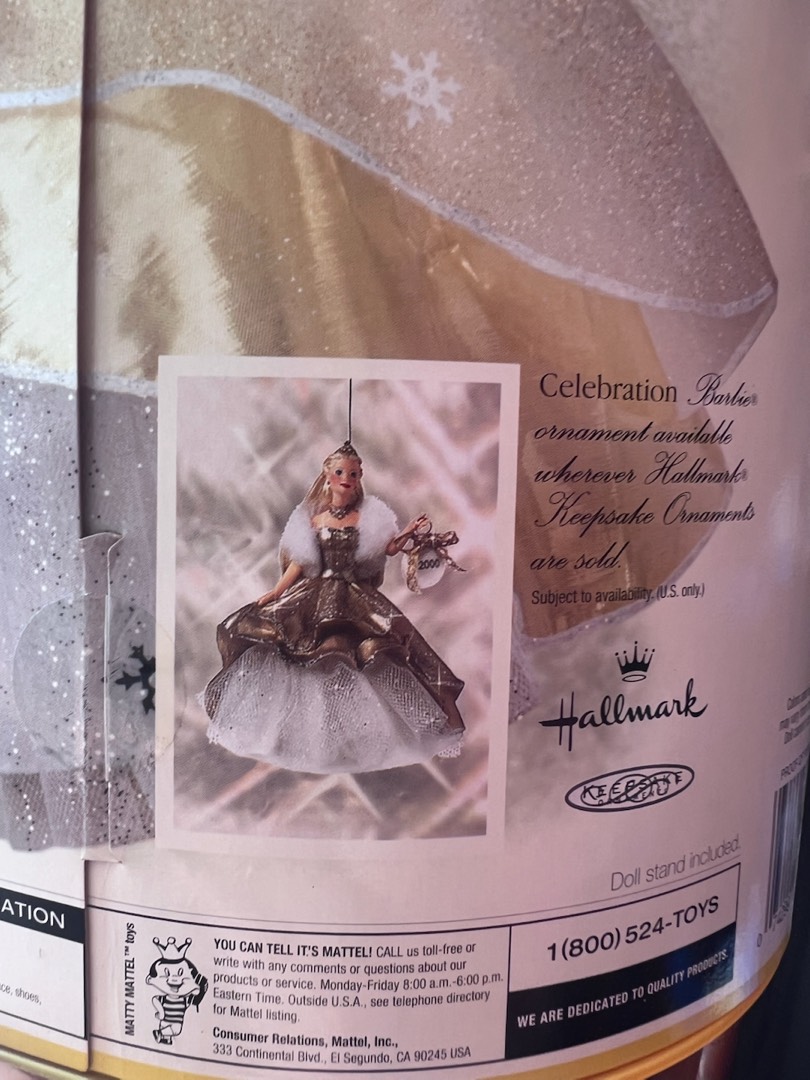 Celebration Barbie®
ornament available
wherever Hallmark®
Keepsake Ornaments
are sold.
Subject to availability. (U.S. only.)
2000
Hallmark
KEEPSAKE
Doll stand included.
ATION
ce, shoes,
MATTY MATTEL™ toys
YOU CAN TELL IT'S MATTEL! CALL us toll-free or
write with any comments or questions about our
products or service. Monday-Friday 8:00 a.m.-6:00 p.m.
Eastern Time. Outside U.S.A., see telephone directory
for Mattel listing.
Consumer Relations, Mattel, Inc.,
333 Continental Blvd., El Segundo, CA 90245 USA
1(800) 524-TOYS
WE ARE DEDICATED TO QUALITY PRODUCTS.